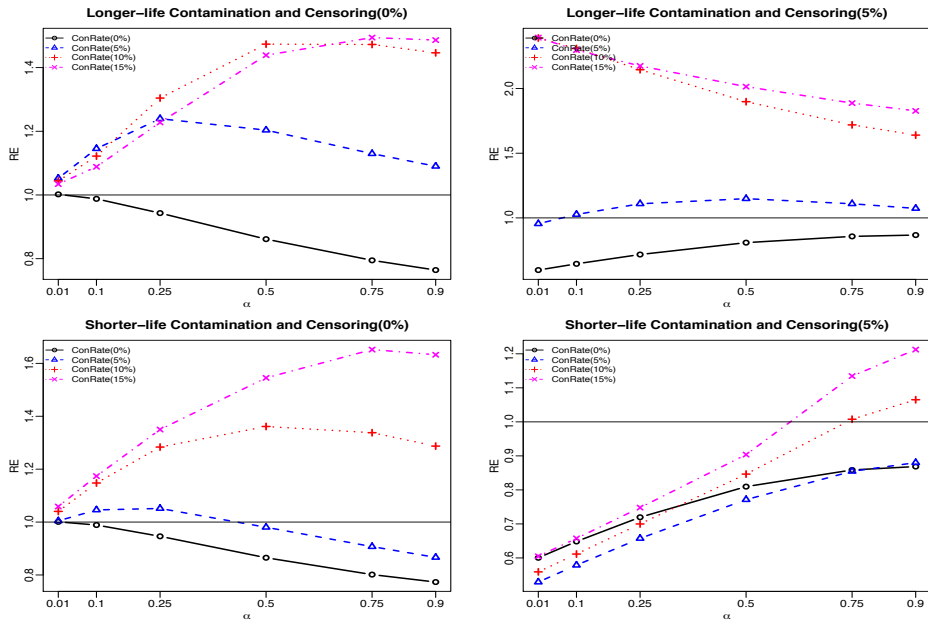 Longer-life Contamination and Censoring(0%)
ConRate(0%)
ConRate(5%)
ConRate(10%)
ConRate(15%)
RE
0.8
1.0
1.2
1.4
0.01
0.1
0.25
0.5
0.75
0.9
α
Longer-life Contamination and Censoring(5%)
ConRate(0%)
ConRate(5%)
ConRate(10%)
ConRate(15%)
RE
1.0
1.5
2.0
0.01
0.1
0.25
0.5
0.75
0.9
α
Shorter-life Contamination and Censoring(0%)
ConRate(0%)
ConRate(5%)
ConRate(10%)
ConRate(15%)
RE
0.8
1.0
1.2
1.4
1.6
0.01
0.1
0.25
0.5
0.75
0.9
α
Shorter-life Contamination and Censoring(5%)
ConRate(0%)
ConRate(5%)
ConRate(10%)
ConRate(15%)
RE
0.6
0.7
0.8
0.9
1.0
1.1
1.2
0.01
0.1
0.25
0.5
0.75
0.9
α